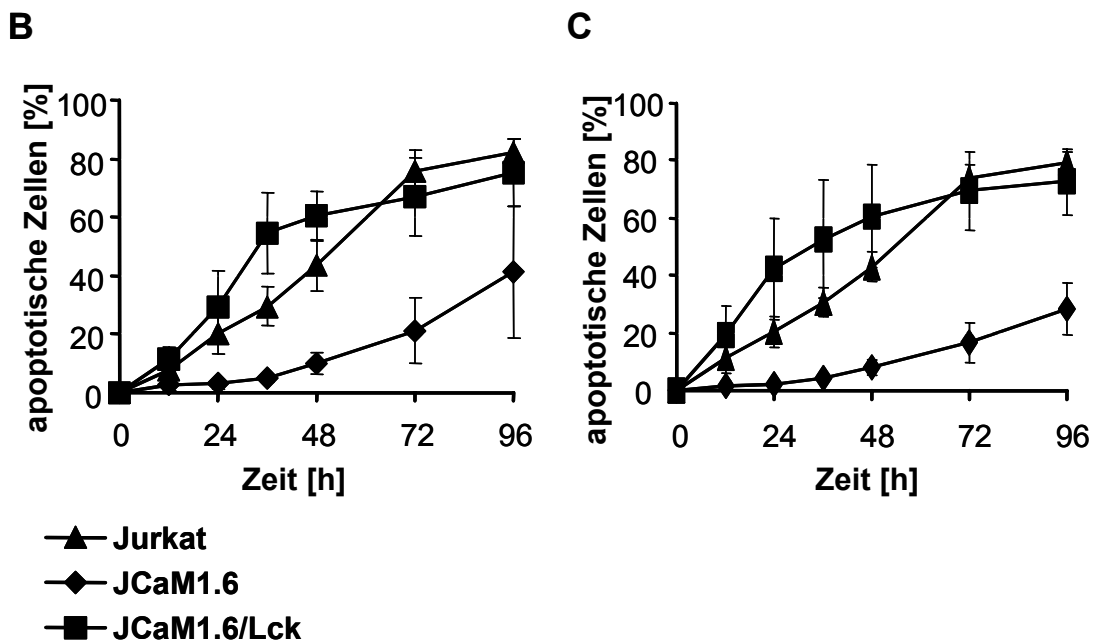 B
apoptotische Zellen [%]
100
80
60
40
20
0
0 24 48 72 96
Zeit [h]
C
apoptotische Zellen [%]
100
80
60
40
20
0
0 24 48 72 96
Zeit [h]
Jurkat
JCaM1.6
JCaM1.6/Lck